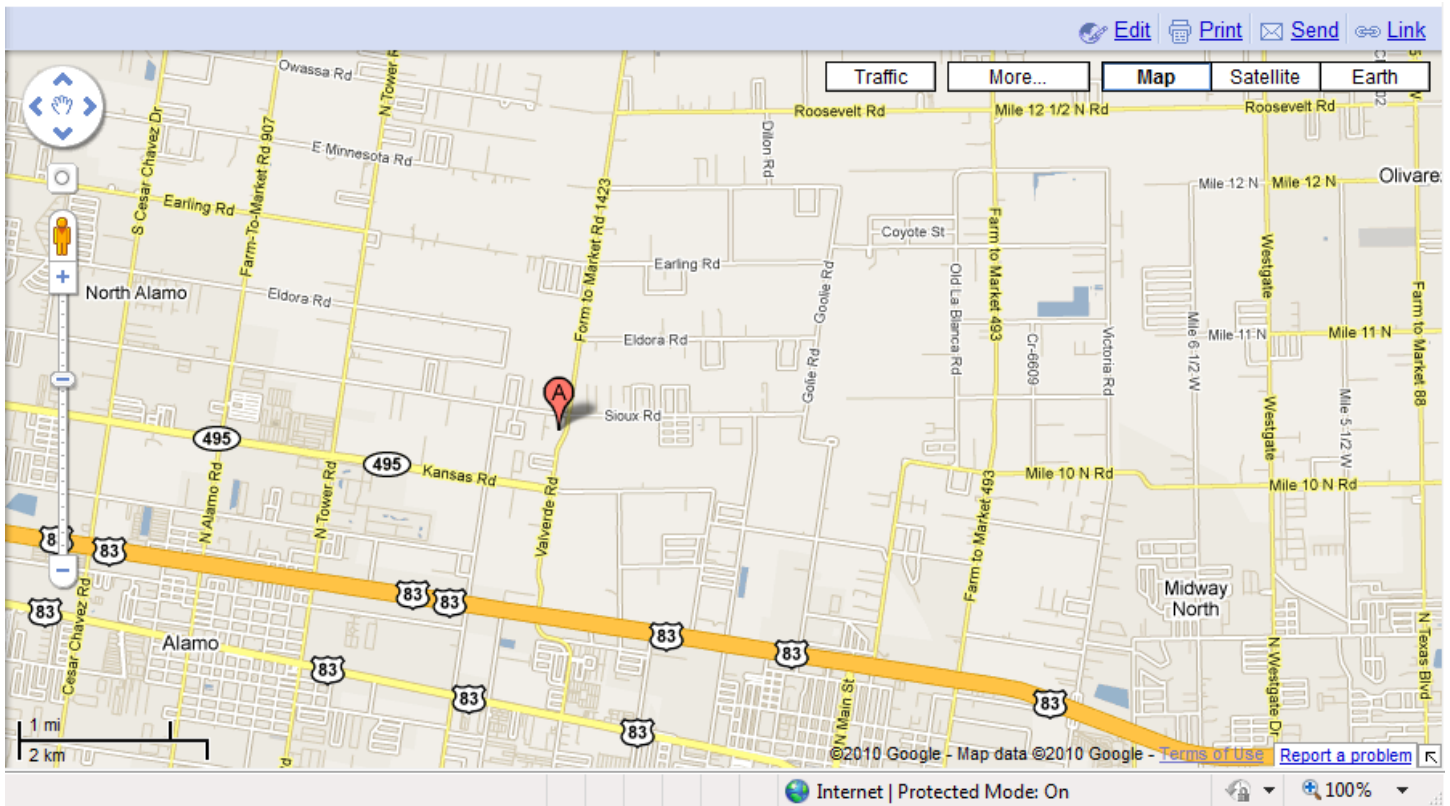 Edit Print Send Link
Traffic More... Map Satellite Earth
Owassa Rd
N Tower R
Roosevelt Rd
Mile 12 1/2 N Rd
Roosevelt Rd
S Cesar Chavez Dr
Farm-To-Market Rd 907
E Minnesota Rd
Dillon Rd
Earling Rd
Farm to Market Rd 1423
Mile 12 N
Mile 12 N
Olivare
Coyote St
Farm to Market 493
Westgate
Earling Rd
Goolie Rd
Old La Blanca Rd
North Alamo
Eldora Rd
Form to Market Rd 1423
Eldora Rd
Golie Rd
Cr-6609
Victoria Rd
Mile 6-1/2 W
Mile 11 N
Mile 11 N
Farm to Market 88
A
Sioux Rd
Westgate
Mile 5-1/2 W
495
495
Kansas Rd
N Alamo Rd
N Tower Rd
Valverde Rd
Mile 10 N Rd
Mile 10 N Rd
Farm to Market 493
83
83
83
83
83
83
83
83
83
83
83
Cesar Chavez Rd
Alamo
Midway
North
N Main St
N Westgate Dr
N Texas Blvd
1 mi
2 km
©2010 Google - Map data ©2010 Google - Terms of Use
Report a problem
Internet | Protected Mode: On
100%